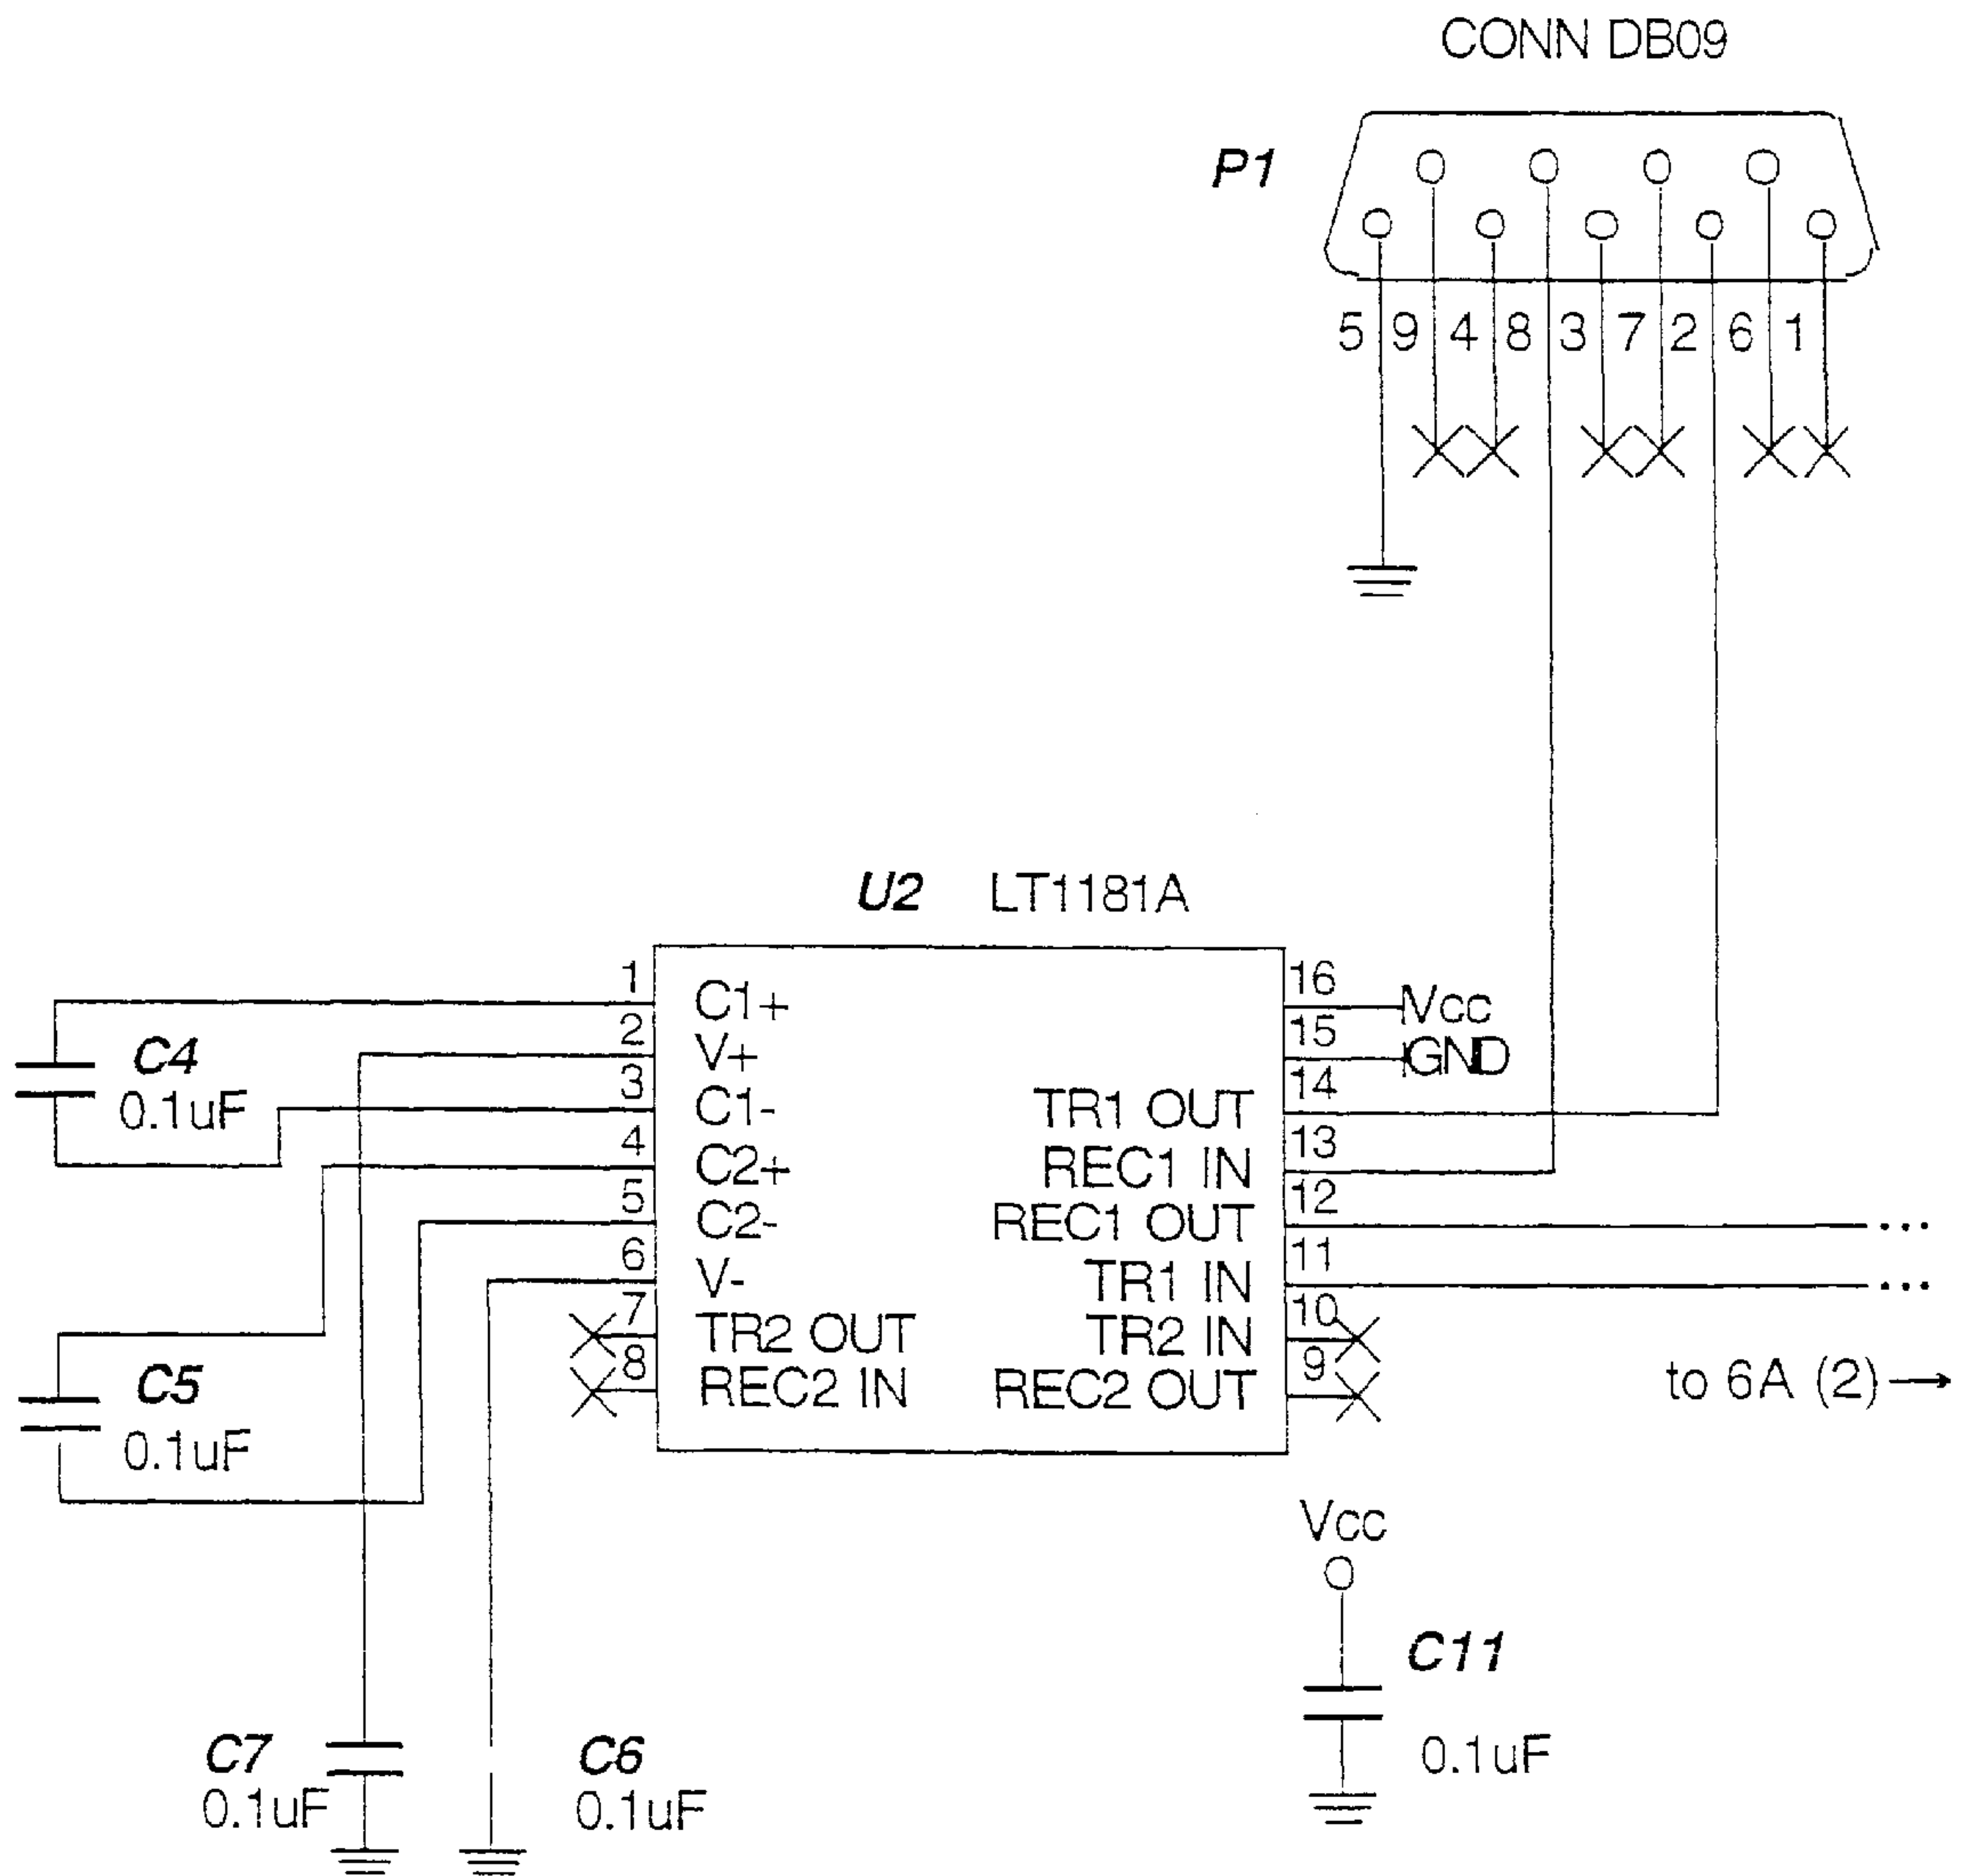 CONN DB09
P1
5 9 4 8 3 7 2 6 1
U2 LT1181A
1 C1+
2 V+
3 C1-
4 C2+
5 C2-
6 V-
7 TR2 OUT
8 REC2 IN
16 Vcc
15 GND
14 TR1 OUT
13 REC1 IN
12 REC1 OUT ...
11 TR1 IN ...
10 TR2 IN
9 REC2 OUT
C4
0.1uF
C5
0.1uF
to 6A (2) →
Vcc
C11
0.1uF
C7
0.1uF
C6
0.1uF